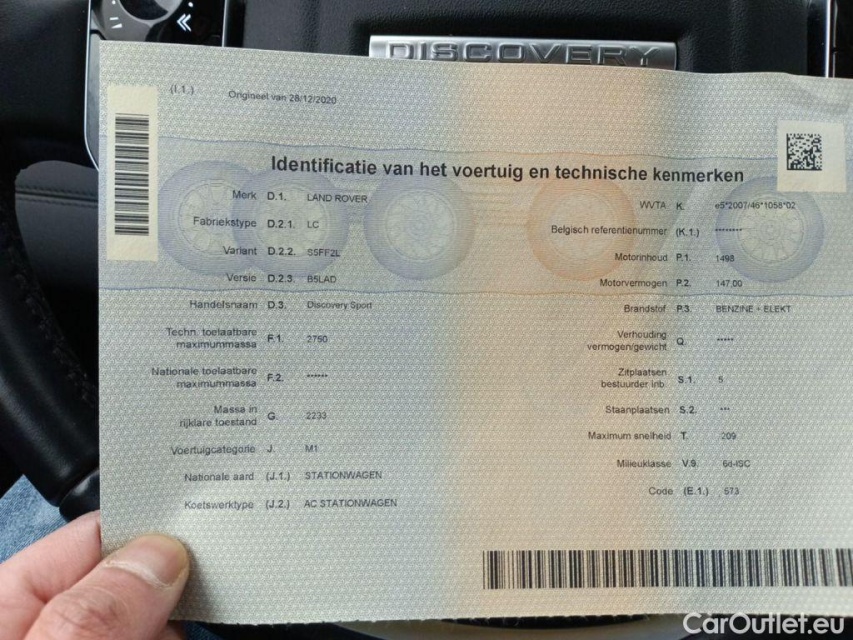 DISCOVERY
(I.1.) Origineel van 28/12/2020
Identificatie van het voertuig en technische kenmerken
Merk D.1. LAND ROVER
Fabriekstype D.2.1. LC
Variant D.2.2. S5FF2L
Versie D.2.3. B5LAD
Handelsnaam D.3. Discovery Sport
Techn. toelaatbare
maximummassa F.1. 2750
Nationale toelaatbare
maximummassa F.2. ******
Massa in
rijklare toestand G. 2233
Voertuigcategorie J. M1
Nationale aard (J.1.) STATIONWAGEN
Koetswerktype (J.2.) AC STATIONWAGEN
WVTA K. e5*2007/46*1058*02
Belgisch referentienummer (K.1.) *******
Motorinhoud P.1. 1498
Motorvermogen P.2. 147,00
Brandstof P.3. BENZINE + ELEKT
Verhouding
vermogen/gewicht Q. *****
Zitplaatsen
bestuurder inb. S.1. 5
Staanplaatsen S.2. ***
Maximum snelheid T. 209
Milieuklasse V.9. 6d-ISC
Code (E.1.) 573
CarOutlet.eu